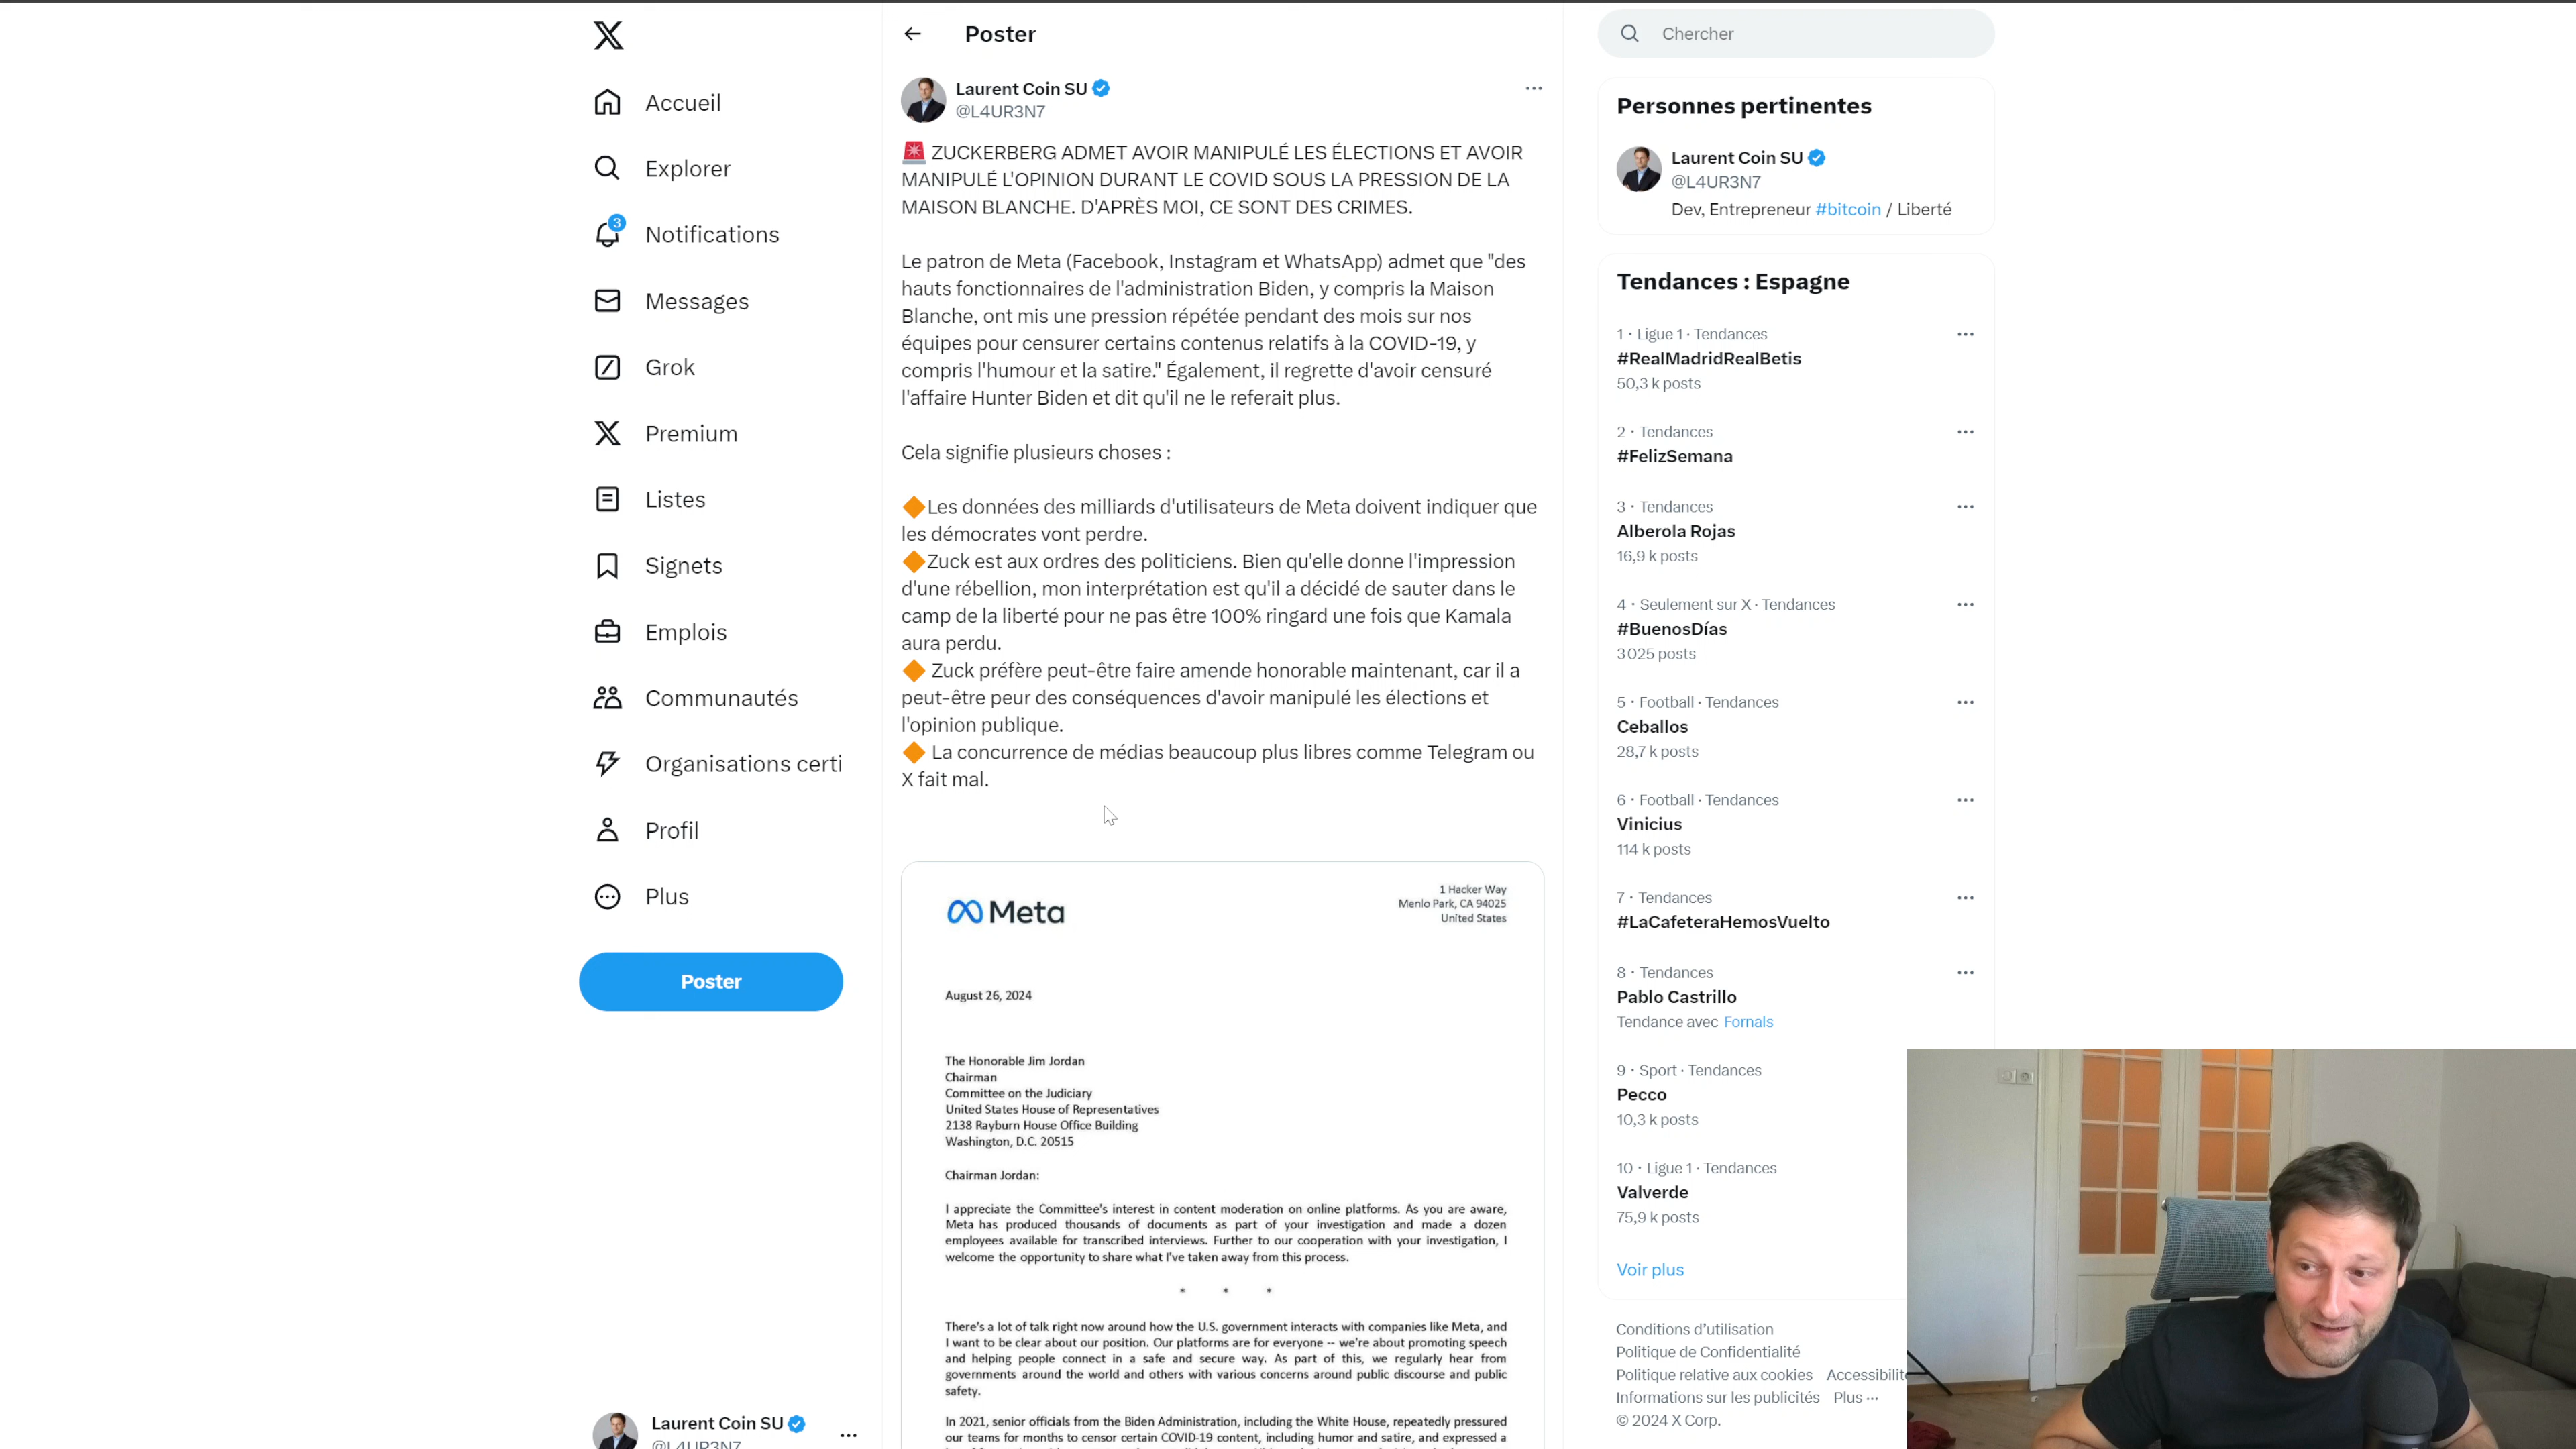 Accueil
Explorer
3
Notifications
Messages
Grok
Premium
Listes
Signets
Emplois
Communautés
Organisations certi
Profil
Plus
Poster
Laurent Coin SU
@L4UR3N7
Poster
Laurent Coin SU
@L4UR3N7
🚨 ZUCKERBERG ADMET AVOIR MANIPULÉ LES ÉLECTIONS ET AVOIR
MANIPULÉ L'OPINION DURANT LE COVID SOUS LA PRESSION DE LA
MAISON BLANCHE. D'APRÈS MOI, CE SONT DES CRIMES.
Le patron de Meta (Facebook, Instagram et WhatsApp) admet que "des
hauts fonctionnaires de l'administration Biden, y compris la Maison
Blanche, ont mis une pression répétée pendant des mois sur nos
équipes pour censurer certains contenus relatifs à la COVID-19, y
compris l'humour et la satire." Également, il regrette d'avoir censuré
l'affaire Hunter Biden et dit qu'il ne le referait plus.
Cela signifie plusieurs choses :
🔶Les données des milliards d'utilisateurs de Meta doivent indiquer que
les démocrates vont perdre.
🔶Zuck est aux ordres des politiciens. Bien qu'elle donne l'impression
d'une rébellion, mon interprétation est qu'il a décidé de sauter dans le
camp de la liberté pour ne pas être 100% ringard une fois que Kamala
aura perdu.
🔶 Zuck préfère peut-être faire amende honorable maintenant, car il a
peut-être peur des conséquences d'avoir manipulé les élections et
l'opinion publique.
🔶 La concurrence de médias beaucoup plus libres comme Telegram ou
X fait mal.
Meta
1 Hacker Way
Menlo Park, CA 94025
United States
August 26, 2024
The Honorable Jim Jordan
Chairman
Committee on the Judiciary
United States House of Representatives
2138 Rayburn House Office Building
Washington, D.C. 20515
Chairman Jordan:
I appreciate the Committee's interest in content moderation on online platforms. As you are aware,
Meta has produced thousands of documents as part of your investigation and made a dozen
employees available for transcribed interviews. Further to our cooperation with your investigation, I
welcome the opportunity to share what I've taken away from this process.
* * *
There's a lot of talk right now around how the U.S. government interacts with companies like Meta, and
I want to be clear about our position. Our platforms are for everyone -- we're about promoting speech
and helping people connect in a safe and secure way. As part of this, we regularly hear from
governments around the world and others with various concerns around public discourse and public
safety.
In 2021, senior officials from the Biden Administration, including the White House, repeatedly pressured
our teams for months to censor certain COVID-19 content, including humor and satire, and expressed a
Chercher
Personnes pertinentes
Laurent Coin SU
@L4UR3N7
Dev, Entrepreneur #bitcoin / Liberté
Tendances : Espagne
1 · Ligue 1 · Tendances
#RealMadridRealBetis
50,3 k posts
2 · Tendances
#FelizSemana
3 · Tendances
Alberola Rojas
16,9 k posts
4 · Seulement sur X · Tendances
#BuenosDías
3 025 posts
5 · Football · Tendances
Ceballos
28,7 k posts
6 · Football · Tendances
Vinicius
114 k posts
7 · Tendances
#LaCafeteraHemosVuelto
8 · Tendances
Pablo Castrillo
Tendance avec Fornals
9 · Sport · Tendances
Pecco
10,3 k posts
10 · Ligue 1 · Tendances
Valverde
75,9 k posts
Voir plus
Conditions d'utilisation
Politique de Confidentialité
Politique relative aux cookies Accessibilité
Informations sur les publicités Plus ···
© 2024 X Corp.